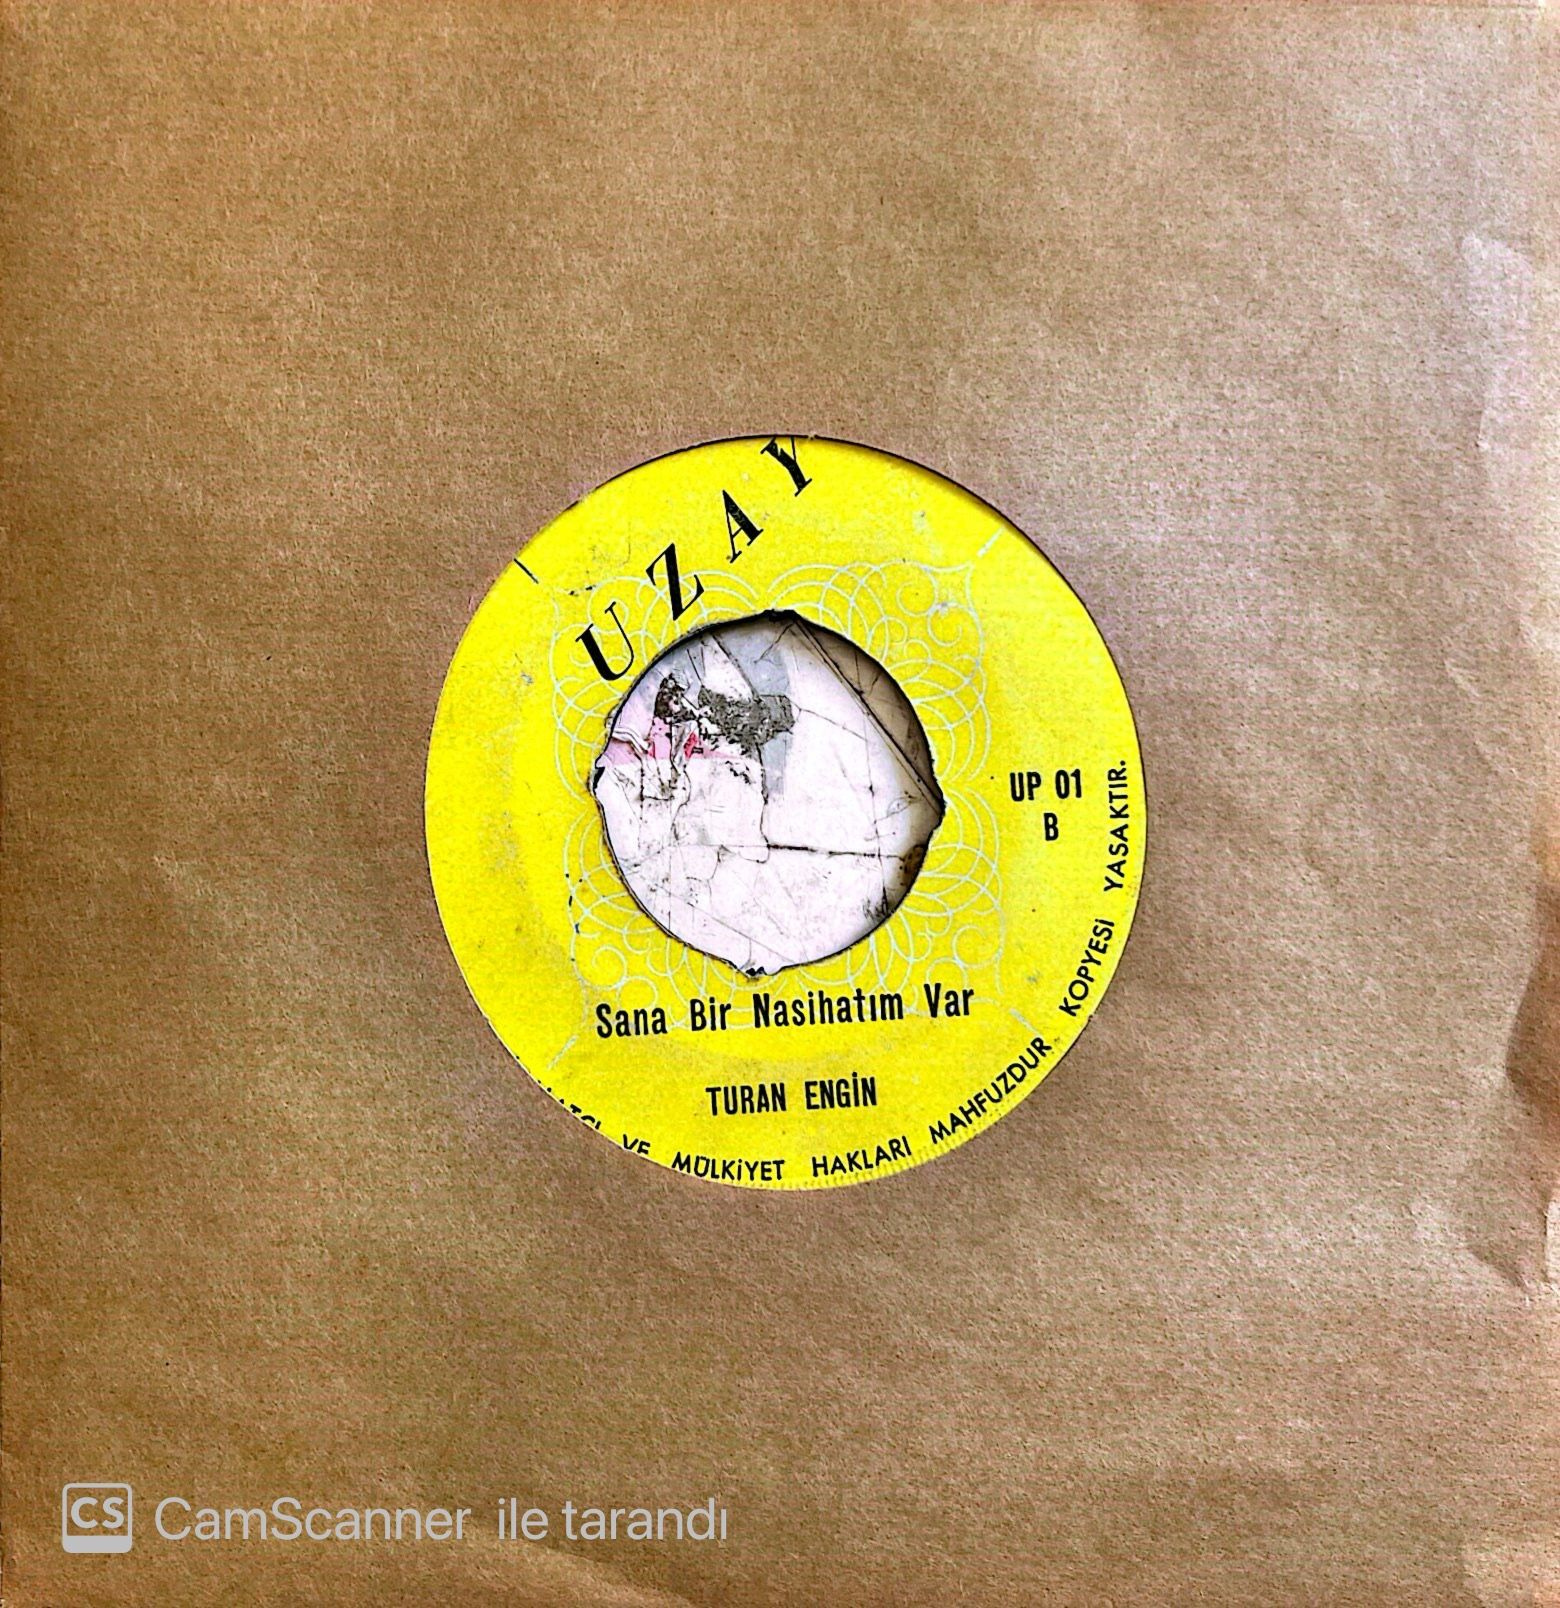 UZAY
UP 01
B
Sana Bir Nasihatım Var
TURAN ENGİN
VE MÜLKİYET HAKLARI MAHFUZDUR KOPYESİ YASAKTIR.
CS CamScanner ile tarandı